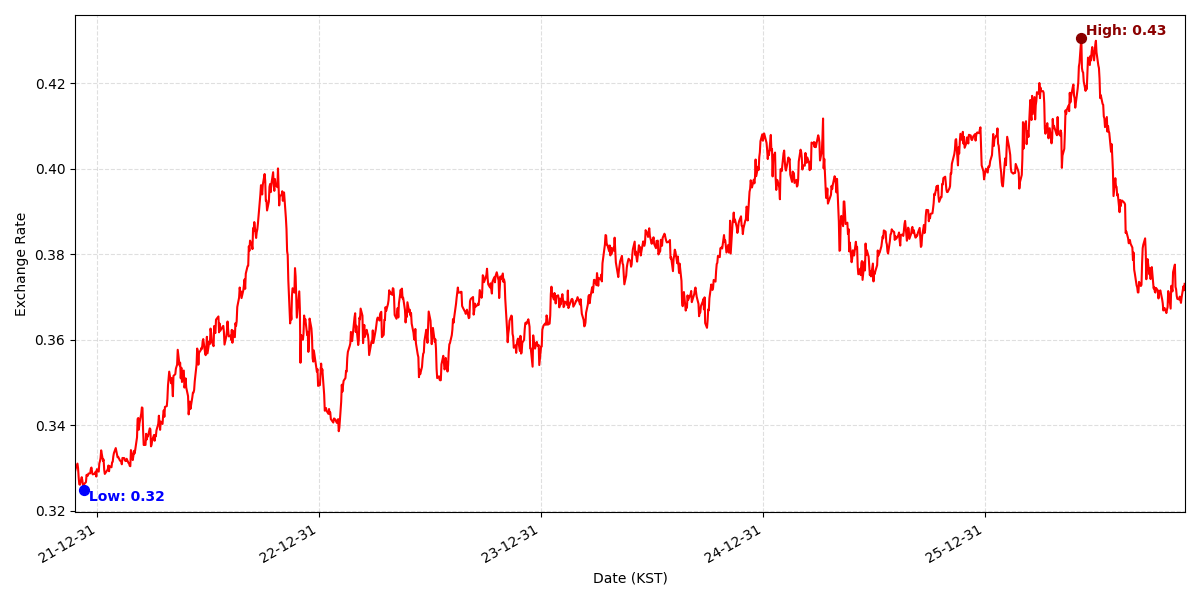 High: 0.43
0.42
0.40
0.38
0.36
0.34
0.32
Exchange Rate
Low: 0.32
21-12-31
22-12-31
23-12-31
24-12-31
25-12-31
Date (KST)